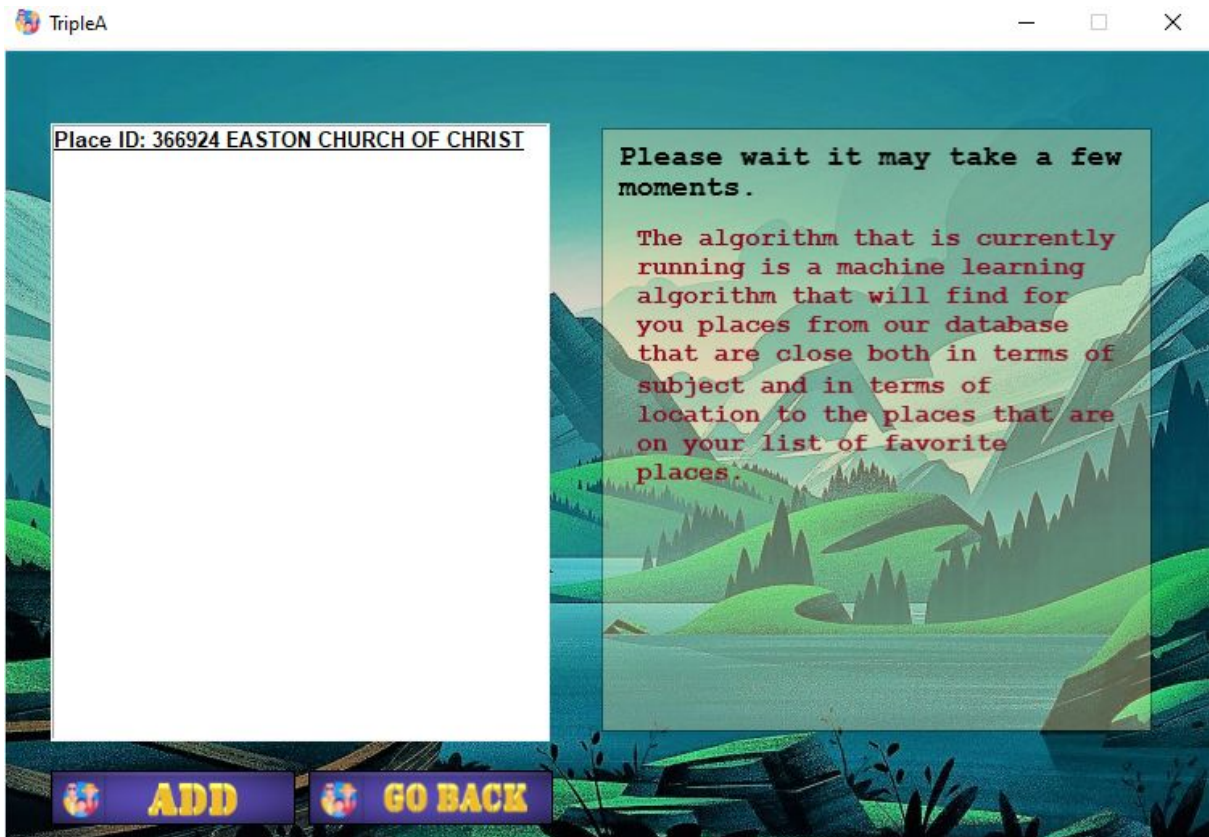 TripleA
Place ID: 366924 EASTON CHURCH OF CHRIST
Please wait it may take a few
moments.
The algorithm that is currently
running is a machine learning
algorithm that will find for
you places from our database
that are close both in terms of
subject and in terms of
location to the places that are
on your list of favorite
places.
ADD
GO BACK